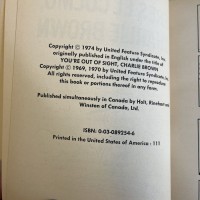 Copyright © 1974 by United Feature Syndicate, Inc.
originally published in English under the title of
YOU'RE OUT OF SIGHT, CHARLIE BROWN
Copyright © 1969, 1970 by United Feature Syndicate, Inc.
All rights reserved, including the right to reproduce
this book or portions thereof in any form.
Published simultaneously in Canada by Holt, Rinehart and
Winston of Canada, Ltd.
ISBN: 0-03-089254-6
Printed in the United States of America : 111